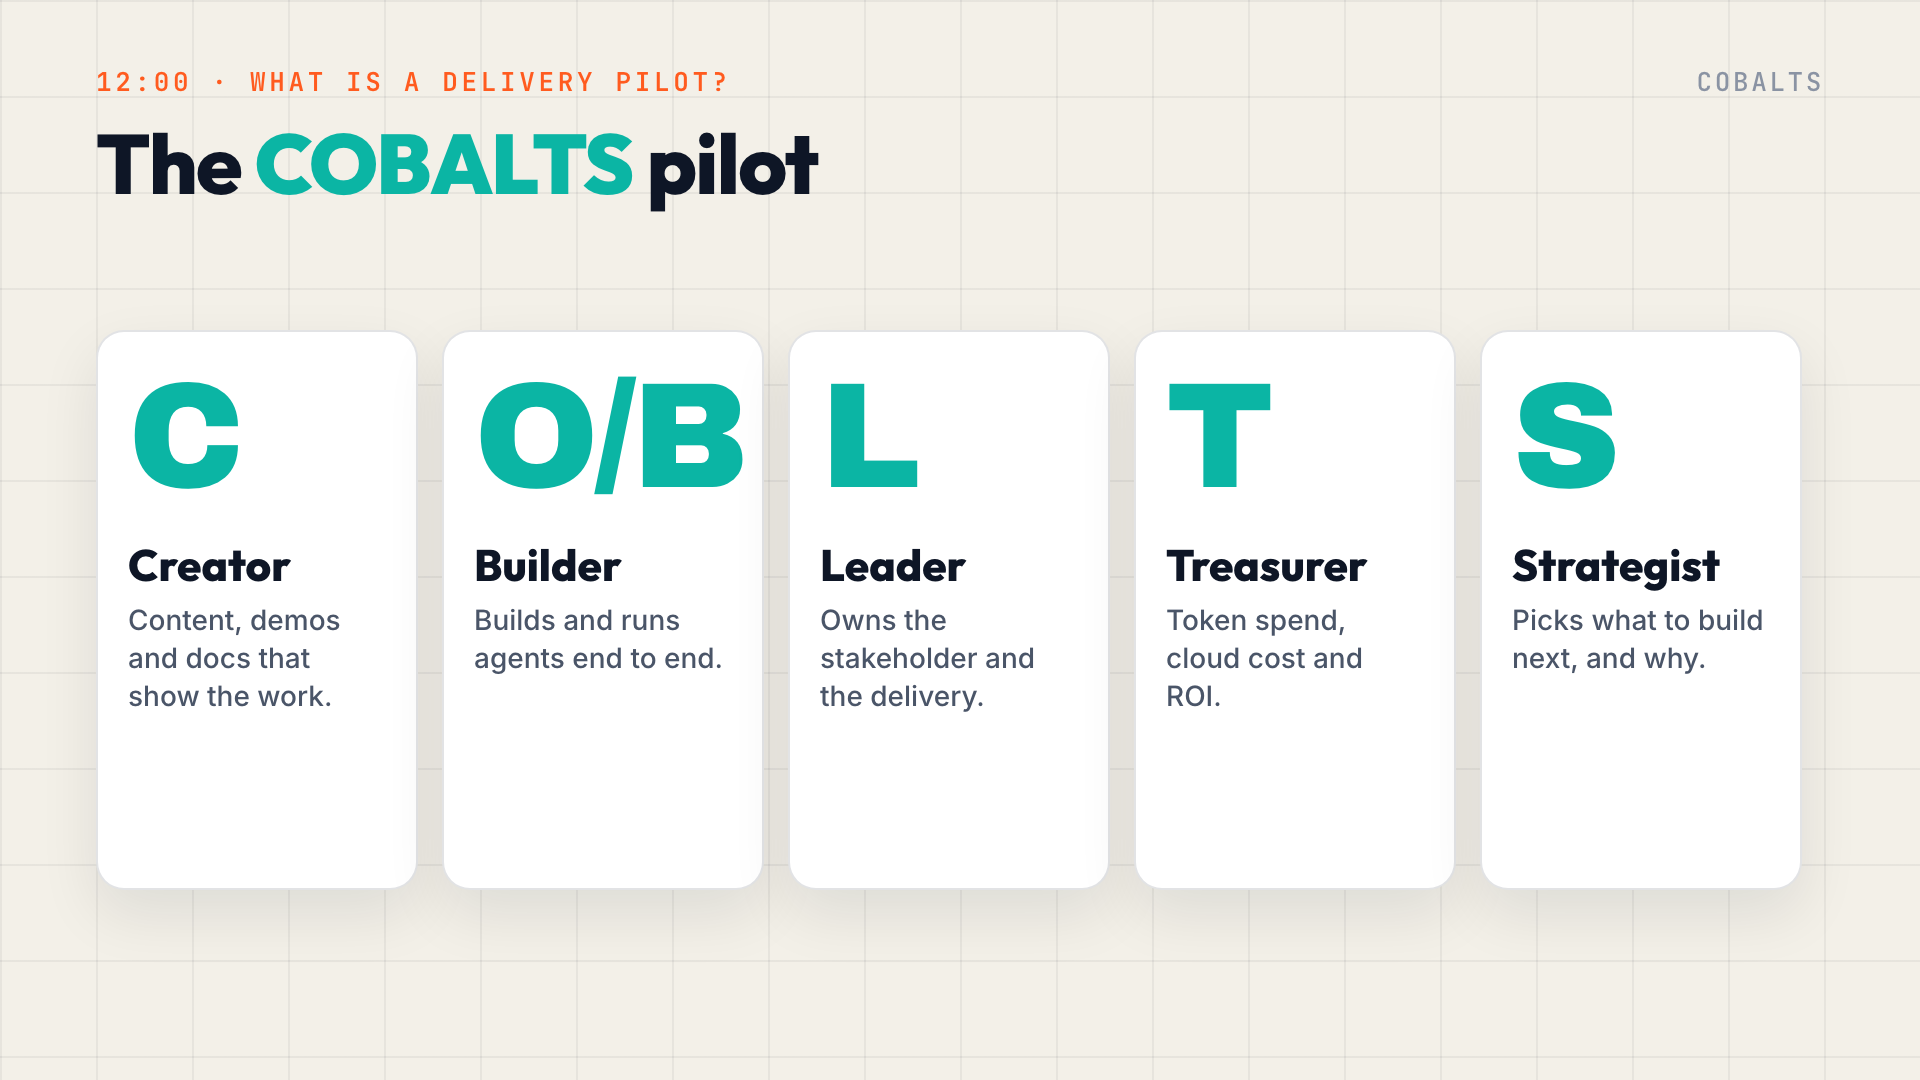 12:00 · WHAT IS A DELIVERY PILOT?
COBALTS
The COBALTS pilot
C
Creator
Content, demos
and docs that
show the work.
O/B
Builder
Builds and runs
agents end to end.
L
Leader
Owns the
stakeholder and
the delivery.
T
Treasurer
Token spend,
cloud cost and
ROI.
S
Strategist
Picks what to build
next, and why.